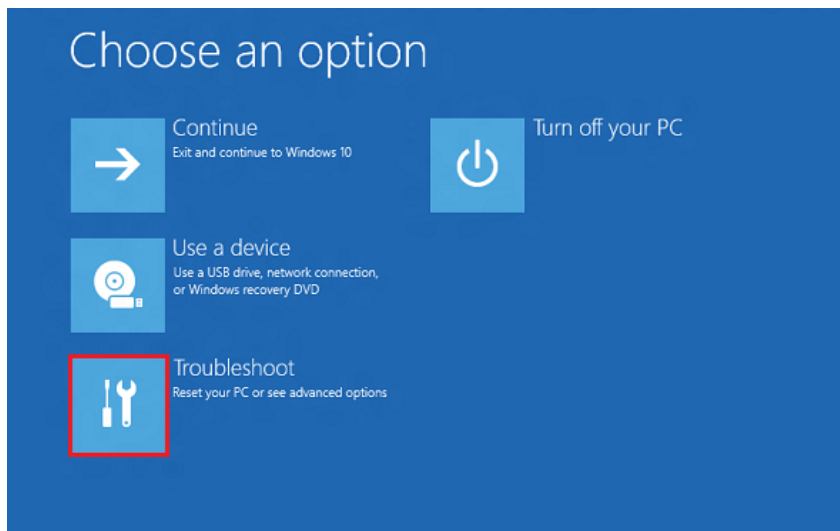 Choose an option
Continue
Exit and continue to Windows 10
Turn off your PC
Use a device
Use a USB drive, network connection,
or Windows recovery DVD
Troubleshoot
Reset your PC or see advanced options